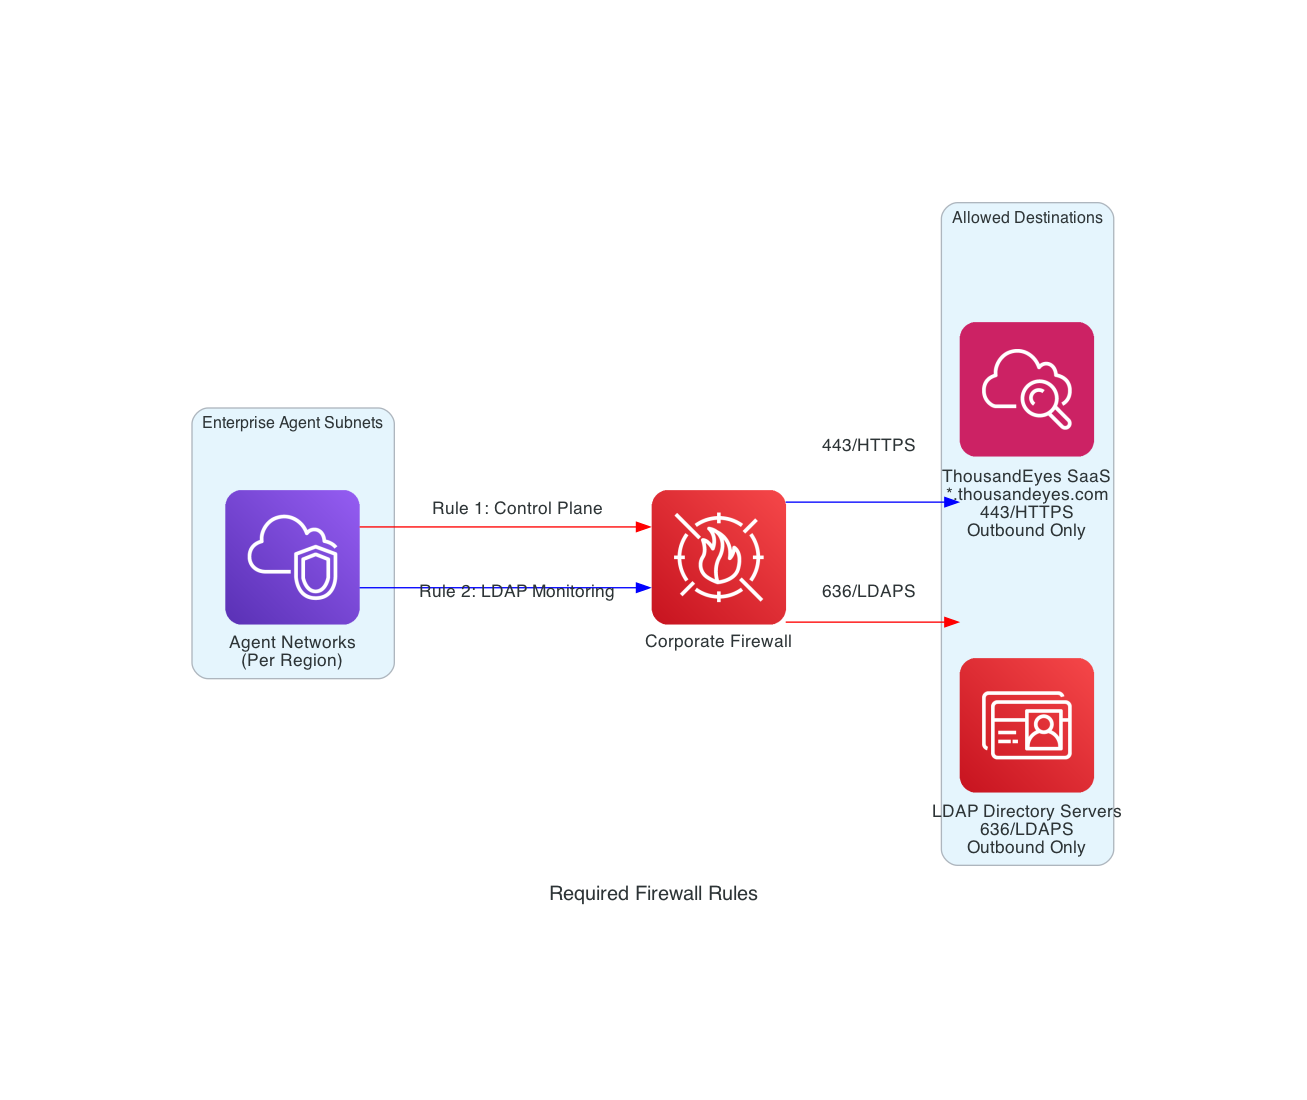 Allowed Destinations
Enterprise Agent Subnets
443/HTTPS
ThousandEyes SaaS
*.thousandeyes.com
443/HTTPS
Outbound Only
Rule 1: Control Plane
Rule 2: LDAP Monitoring
636/LDAPS
Agent Networks
(Per Region)
Corporate Firewall
LDAP Directory Servers
636/LDAPS
Outbound Only
Required Firewall Rules